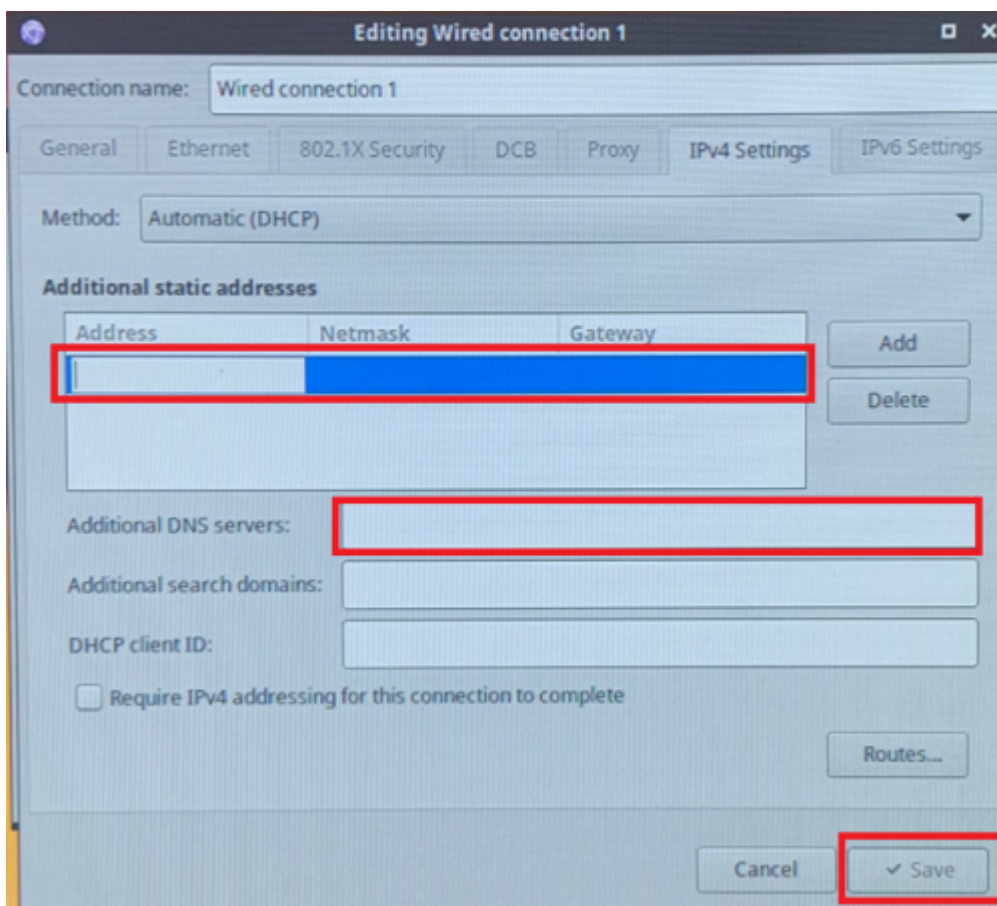 Editing Wired connection 1
Connection name: Wired connection 1
General Ethernet 802.1X Security DCB Proxy IPv4 Settings IPv6 Settings
Method: Automatic (DHCP)
Additional static addresses
Address Netmask Gateway
Add
Delete
Additional DNS servers:
Additional search domains:
DHCP client ID:
Require IPv4 addressing for this connection to complete
Routes...
Cancel Save